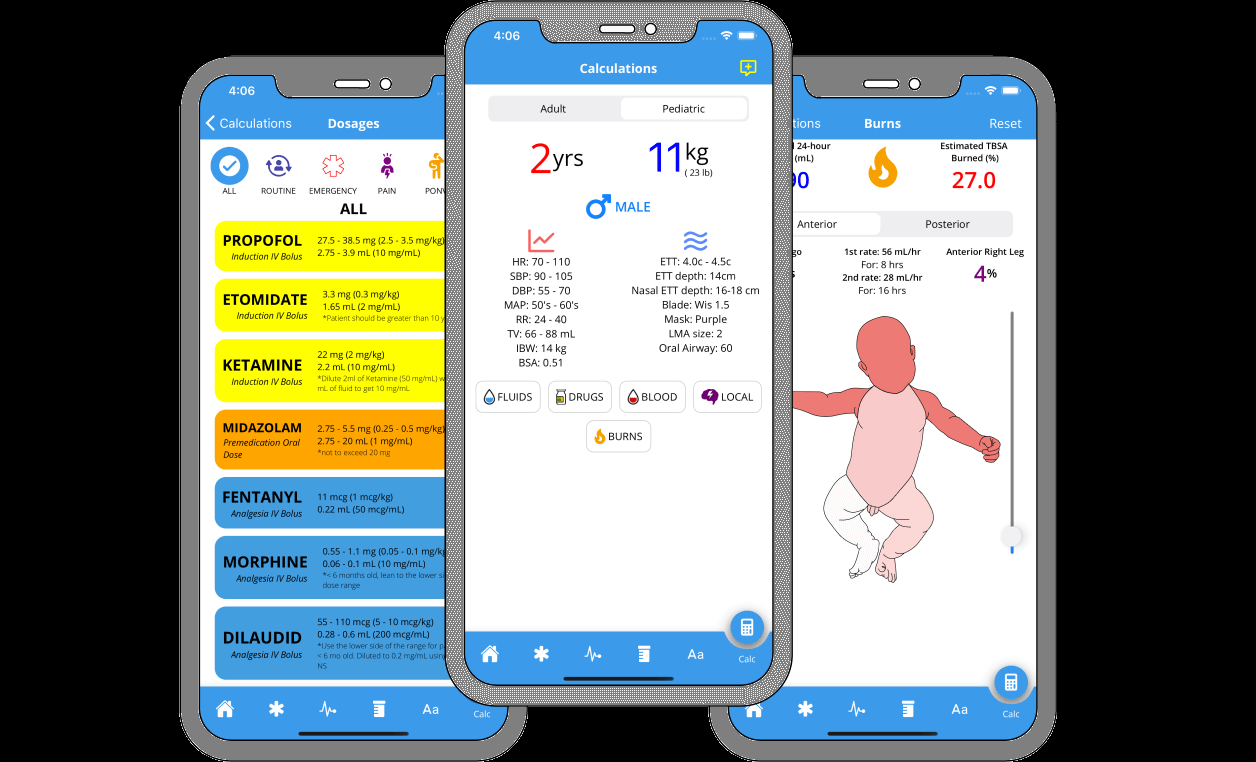 4:06
Calculations
Dosages
ALL
ROUTINE
EMERGENCY
PAIN
ALL
PROPOFOL
Induction IV Bolus
27.5 - 38.5 mg (2.5 - 3.5 mg/kg)
2.75 - 3.9 mL (10 mg/mL)
ETOMIDATE
Induction IV Bolus
3.3 mg (0.3 mg/kg)
1.65 mL (2 mg/mL)
*Patient should be greater than 10 y
KETAMINE
Induction IV Bolus
22 mg (2 mg/kg)
2.2 mL (10 mg/mL)
*Dilute 2ml of Ketamine (50 mg/mL) w
mL of fluid to get 10 mg/mL
MIDAZOLAM
Premedication Oral
Dose
2.75 - 5.5 mg (0.25 - 0.5 mg/kg)
2.75 - 20 mL (1 mg/mL)
*not to exceed 20 mg
FENTANYL
Analgesia IV Bolus
11 mcg (1 mcg/kg)
0.22 mL (50 mcg/mL)
MORPHINE
Analgesia IV Bolus
0.55 - 1.1 mg (0.05 - 0.1 mg/kg
0.06 - 0.1 mL (10 mg/mL)
*< 6 months old, lean to the lower si
dose range
DILAUDID
Analgesia IV Bolus
55 - 110 mcg (5 - 10 mcg/kg)
0.28 - 0.6 mL (200 mcg/mL)
*Use the lower side of the range for p
< 6 mo old. Diluted to 0.2 mg/mL using
NS
Aa
Calc
4:06
Calculations
Adult
Pediatric
2 yrs
11 kg
( 23 lb)
MALE
HR: 70 - 110
SBP: 90 - 105
DBP: 55 - 70
MAP: 50's - 60's
RR: 24 - 40
TV: 66 - 88 mL
IBW: 14 kg
BSA: 0.51
ETT: 4.0c - 4.5c
ETT depth: 14cm
Nasal ETT depth: 16-18 cm
Blade: Wis 1.5
Mask: Purple
LMA size: 2
Oral Airway: 60
FLUIDS
DRUGS
BLOOD
LOCAL
BURNS
Aa
Calc
tions
Burns
Reset
24-hour
(mL)
Estimated TBSA
Burned (%)
27.0
Anterior
Posterior
1st rate: 56 mL/hr
For: 8 hrs
2nd rate: 28 mL/hr
For: 16 hrs
Anterior Right Leg
4%
Aa
Calc